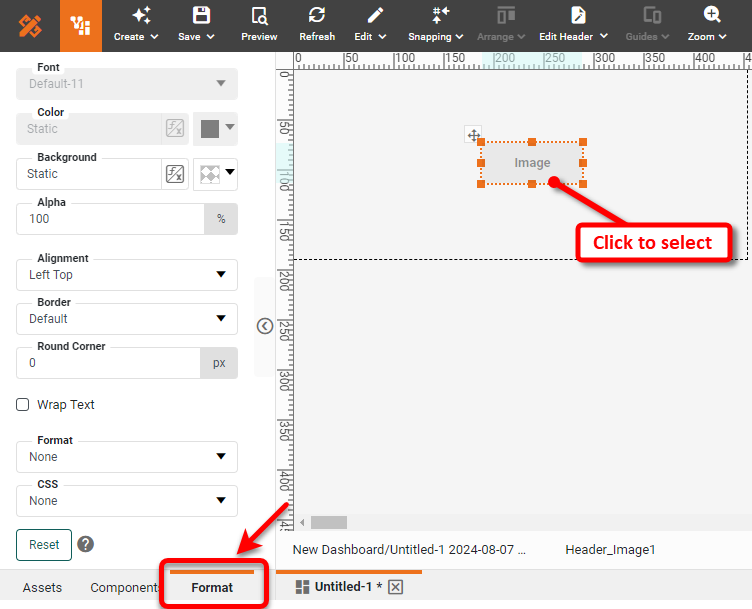 Create Save Preview Refresh Edit Snapping Arrange Edit Header Guides Zoom
Font
Default-11
Color
Static
Background
Static
Alpha
100 %
Alignment
Left Top
Border
Default
Round Corner
0 px
Wrap Text
Format
None
CSS
None
Reset ?
Assets Component Format
0 50 100 150 200 250 300 350 400
0
50
100
150
200
250
300
350
400
Image
Click to select
New Dashboard/Untitled-1 2024-08-07 ... Header_Image1
Untitled-1 *